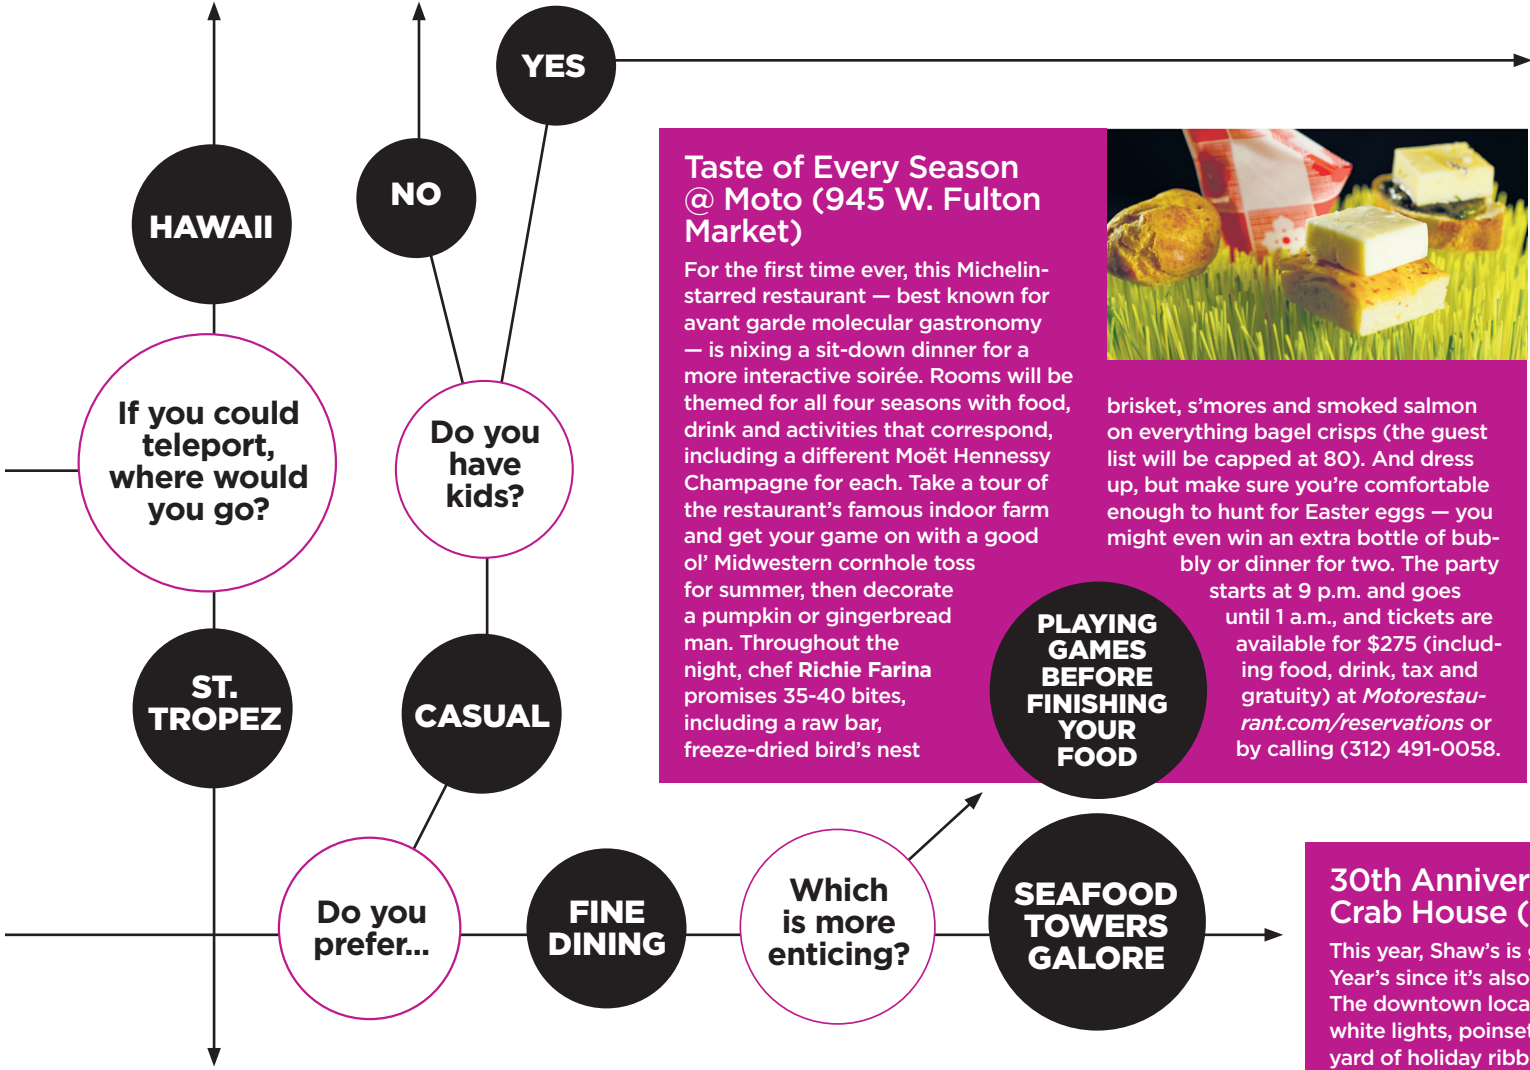 YES
NO
HAWAII
If you could
teleport,
where would
you go?
Do you
have
kids?
ST.
TROPEZ
CASUAL
Do you
prefer...
FINE
DINING
Which
is more
enticing?
PLAYING
GAMES
BEFORE
FINISHING
YOUR
FOOD
SEAFOOD
TOWERS
GALORE
Taste of Every Season
@ Moto (945 W. Fulton
Market)
For the first time ever, this Michelin-
starred restaurant — best known for
avant garde molecular gastronomy
— is nixing a sit-down dinner for a
more interactive soirée. Rooms will be
themed for all four seasons with food,
drink and activities that correspond,
including a different Moët Hennessy
Champagne for each. Take a tour of
the restaurant’s famous indoor farm
and get your game on with a good
ol’ Midwestern cornhole toss
for summer, then decorate
a pumpkin or gingerbread
man. Throughout the
night, chef Richie Farina
promises 35-40 bites,
including a raw bar,
freeze-dried bird’s nest
brisket, s’mores and smoked salmon
on everything bagel crisps (the guest
list will be capped at 80). And dress
up, but make sure you’re comfortable
enough to hunt for Easter eggs — you
might even win an extra bottle of bub-
bly or dinner for two. The party
starts at 9 p.m. and goes
until 1 a.m., and tickets are
available for $275 (includ-
ing food, drink, tax and
gratuity) at Motorestau-
rant.com/reservations or
by calling (312) 491-0058.
30th Anniver
Crab House (
This year, Shaw’s is
Year’s since it’s also
The downtown loca
white lights, poinset
yard of holiday ribb